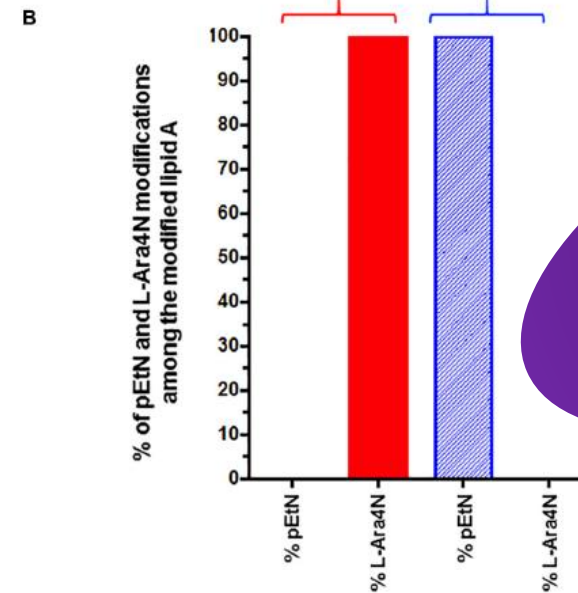 B
% of pEtN and L-Ara4N modifications
among the modified lipid A
100
90
80
70
60
50
40
30
20
10
0
% pEtN
% L-Ara4N
% pEtN
% L-Ara4N